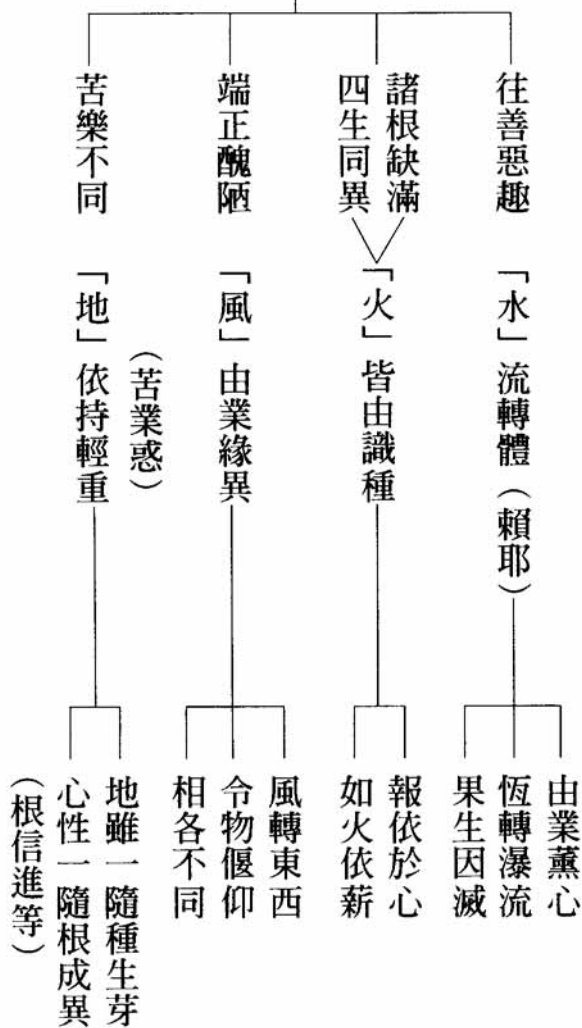 往善惡趣
「水」流轉體（賴耶）
由業薰心
恆轉瀑流
果生因滅
諸根缺滿
四生同異
「火」皆由識種
報依於心
如火依薪
端正醜陋
「風」由業緣異
風轉東西
令物偃仰
相各不同
苦樂不同
（苦業惑）
「地」依持輕重
地雖一隨種生芽
心性一隨根成異
（根信進等）